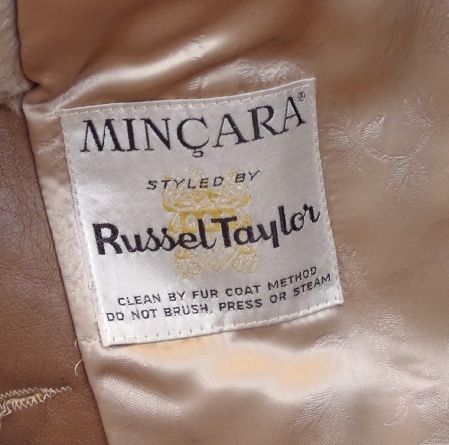 MINÇARA®
STYLED BY
Russel Taylor
CLEAN BY FUR COAT METHOD
DO NOT BRUSH, PRESS OR STEAM